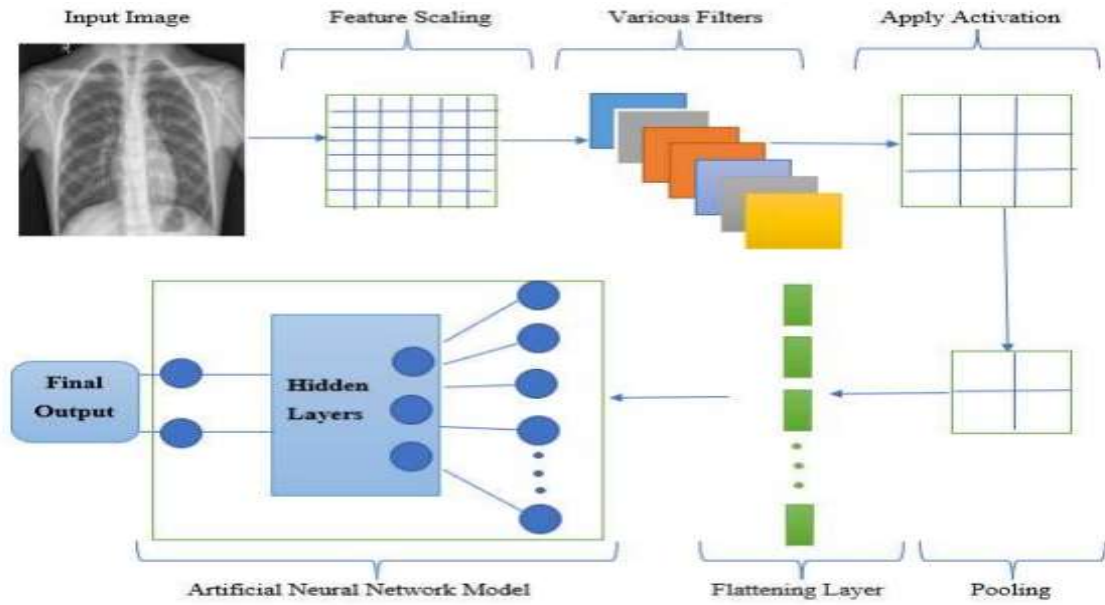 Input Image
Feature Scaling
Various Filters
Apply Activation
Final
Output
Hidden
Layers
Artificial Neural Network Model
Flattening Layer
Pooling